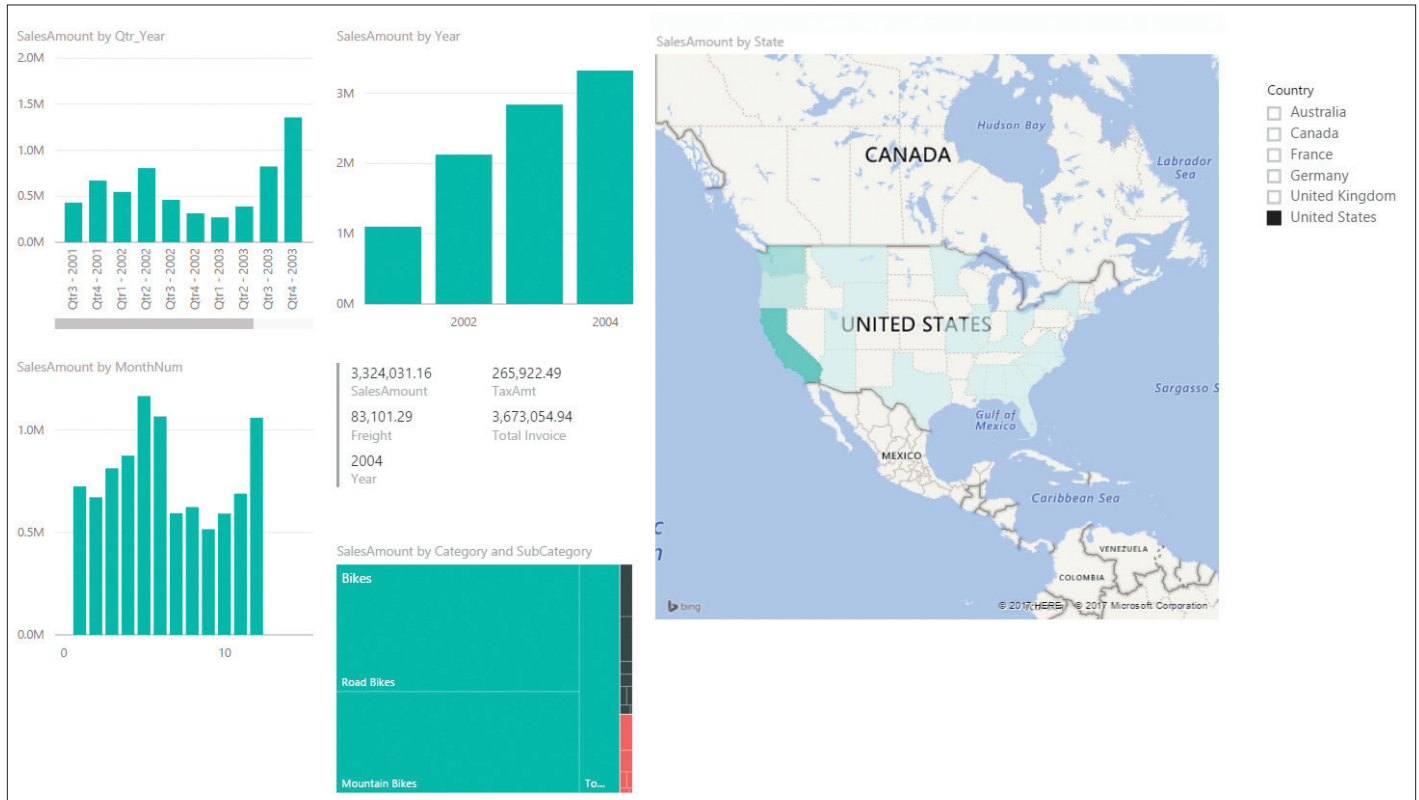 SalesAmount by Qtr_Year
2.0M
1.5M
1.0M
0.5M
0.0M
Qtr3 - 2001
Qtr4 - 2001
Qtr1 - 2002
Qtr2 - 2002
Qtr3 - 2002
Qtr4 - 2002
Qtr1 - 2003
Qtr2 - 2003
Qtr3 - 2003
Qtr4 - 2003
SalesAmount by Year
3M
2M
1M
0M
2002
2004
SalesAmount by MonthNum
1.0M
0.5M
0.0M
0
10
3,324,031.16
SalesAmount
265,922.49
TaxAmt
83,101.29
Freight
3,673,054.94
Total Invoice
2004
Year
SalesAmount by Category and SubCategory
Bikes
Road Bikes
Mountain Bikes
To...
SalesAmount by State
Hudson Bay
CANADA
Labrador
Sea
UNITED STATES
Sargasso S
Gulf of
Mexico
MEXICO
Caribbean Sea
C
n
VENEZUELA
COLOMBIA
bing
© 2017 HERE
© 2017 Microsoft Corporation
Country
Australia
Canada
France
Germany
United Kingdom
United States